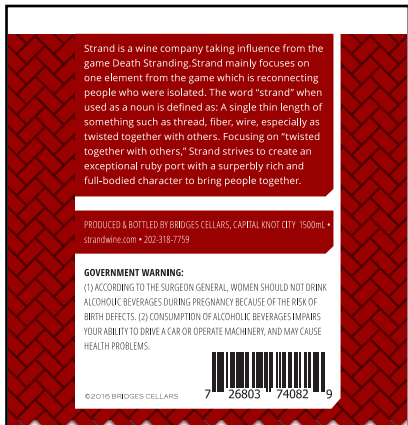 Strand is a wine company taking influence from the
game Death Stranding.Strand mainly focuses on
one element from the game which is reconnecting
people who were isolated. The word “strand” when
used as a noun is defined as: A single thin length of
something such as thread, fiber, wire, especially as
twisted together with others. Focusing on “twisted
together with others,” Strand strives to create an
exceptional ruby port with a surperbly rich and
full-bodied character to bring people together.
PRODUCED & BOTTLED BY BRIDGES CELLARS, CAPITAL KNOT CITY 1500mL •
strandwine.com • 202-318-7759
GOVERNMENT WARNING:
(1) ACCORDING TO THE SURGEON GENERAL, WOMEN SHOULD NOT DRINK
ALCOHOLIC BEVERAGES DURING PREGNANCY BECAUSE OF THE RISK OF
BIRTH DEFECTS. (2) CONSUMPTION OF ALCOHOLIC BEVERAGES IMPAIRS
YOUR ABILITY TO DRIVE A CAR OR OPERATE MACHINERY, AND MAY CAUSE
HEALTH PROBLEMS.
©2016 BRIDGES CELLARS
7 26803 74082 9